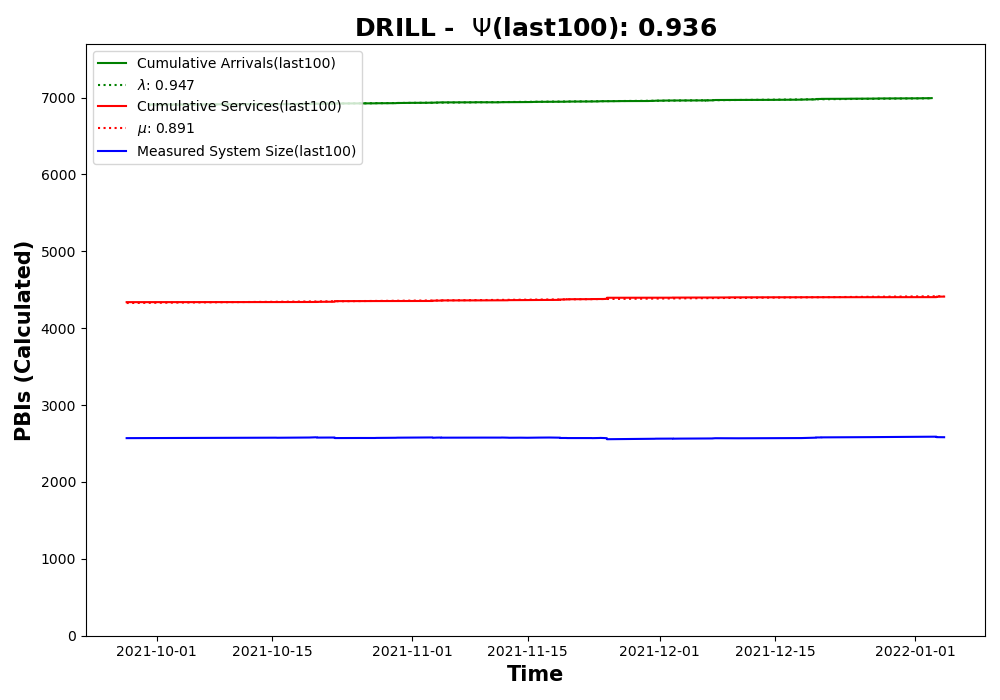 DRILL - Ψ(last100): 0.936
Cumulative Arrivals(last100)
λ: 0.947
Cumulative Services(last100)
μ: 0.891
Measured System Size(last100)
PBIs (Calculated)
7000
6000
5000
4000
3000
2000
1000
0
2021-10-01 2021-10-15 2021-11-01 2021-11-15 2021-12-01 2021-12-15 2022-01-01
Time